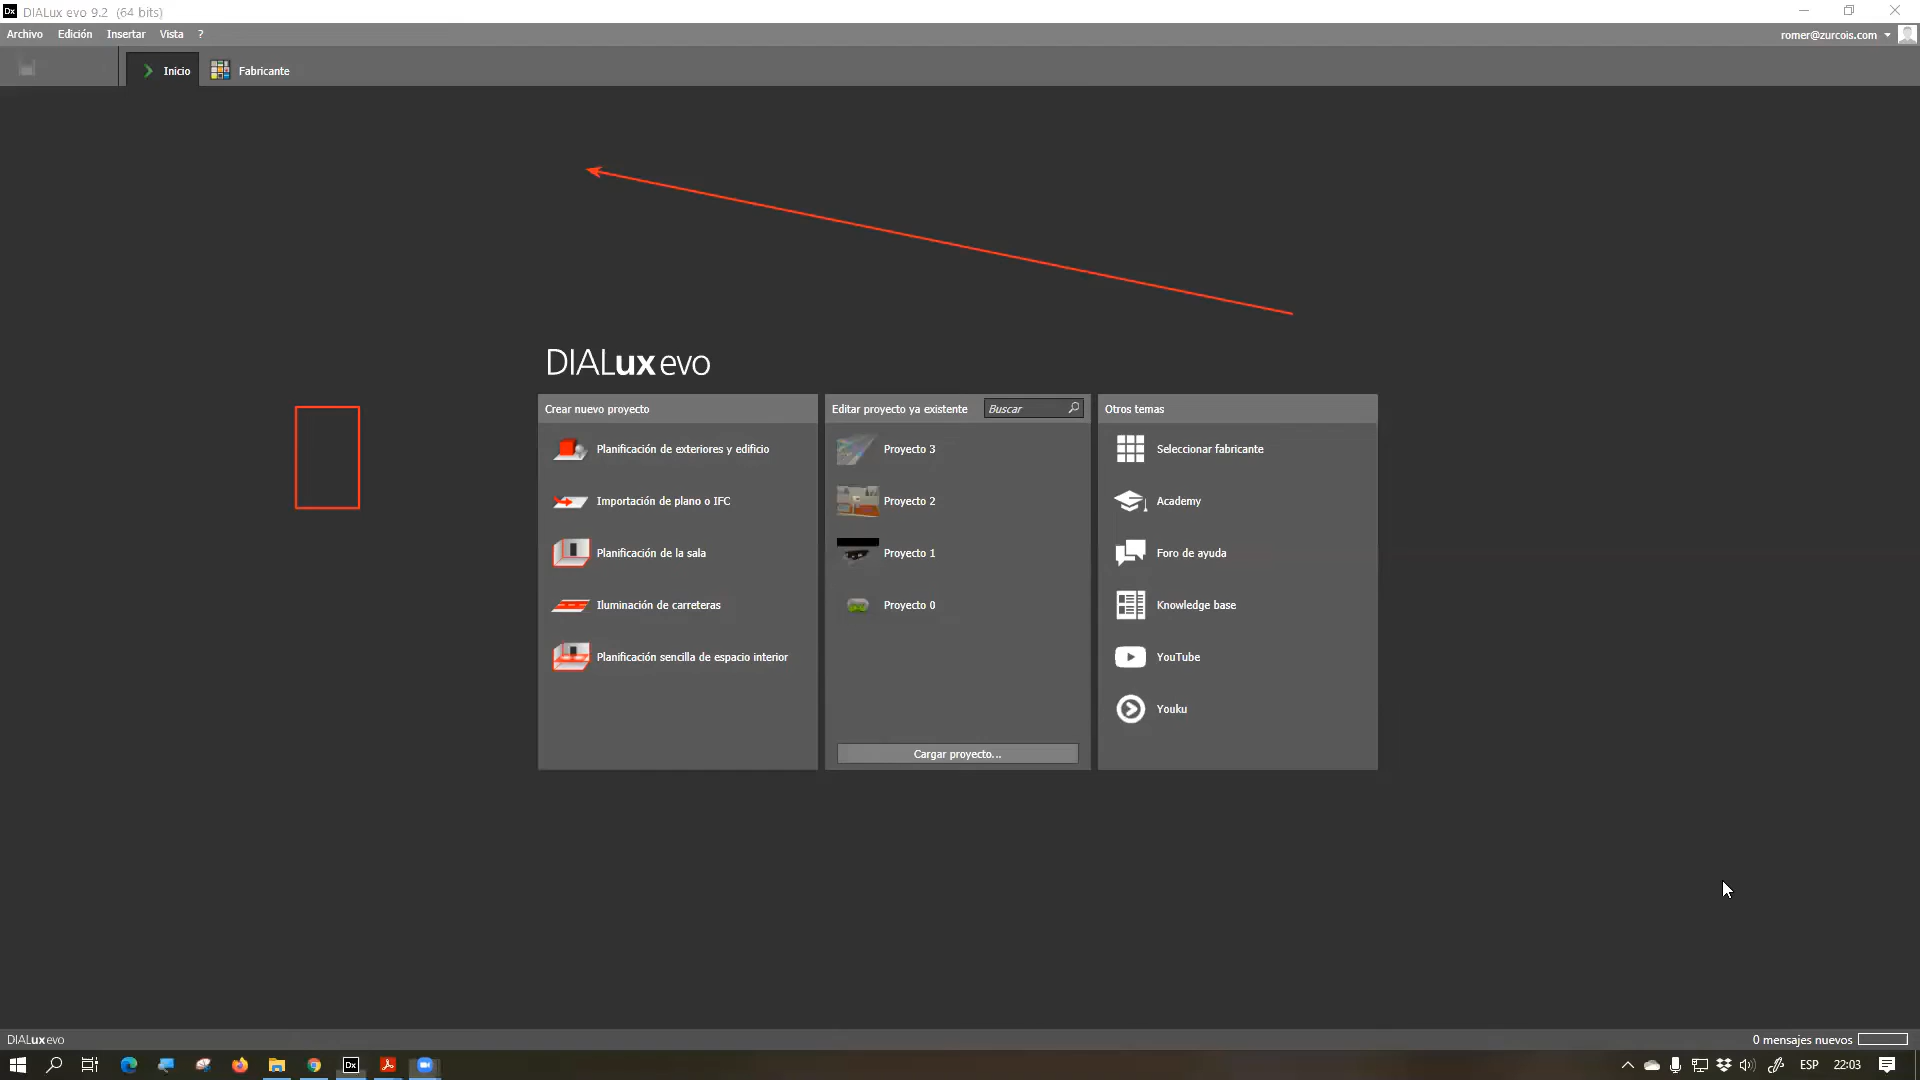 DIALux evo 9.2 (64 bits)
Archivo Edición Insertar Vista ?
romer@zurcois.com
Inicio Fabricante
DIALux evo
Crear nuevo proyecto
Planificación de exteriores y edificio
Importación de plano o IFC
Planificación de la sala
Iluminación de carreteras
Planificación sencilla de espacio interior
Editar proyecto ya existente Buscar
Proyecto 3
Proyecto 2
Proyecto 1
Proyecto 0
Cargar proyecto...
Otros temas
Seleccionar fabricante
Academy
Foro de ayuda
Knowledge base
YouTube
Youku
DIALux evo
0 mensajes nuevos
Dx
ESP 22:03